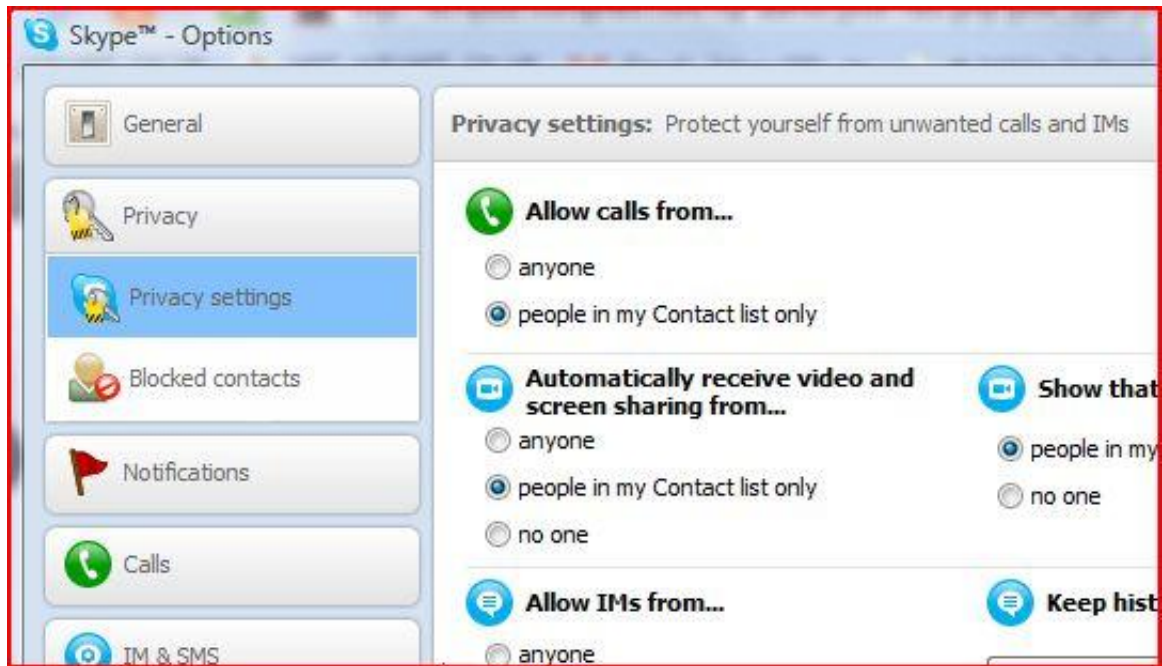 Skype™ - Options
General
Privacy
Privacy settings
Blocked contacts
Notifications
Calls
IM & SMS
Privacy settings: Protect yourself from unwanted calls and IMs
Allow calls from...
anyone
people in my Contact list only
Automatically receive video and
screen sharing from...
anyone
people in my Contact list only
no one
Show that
people in my
no one
Allow IMs from...
anyone
Keep hist